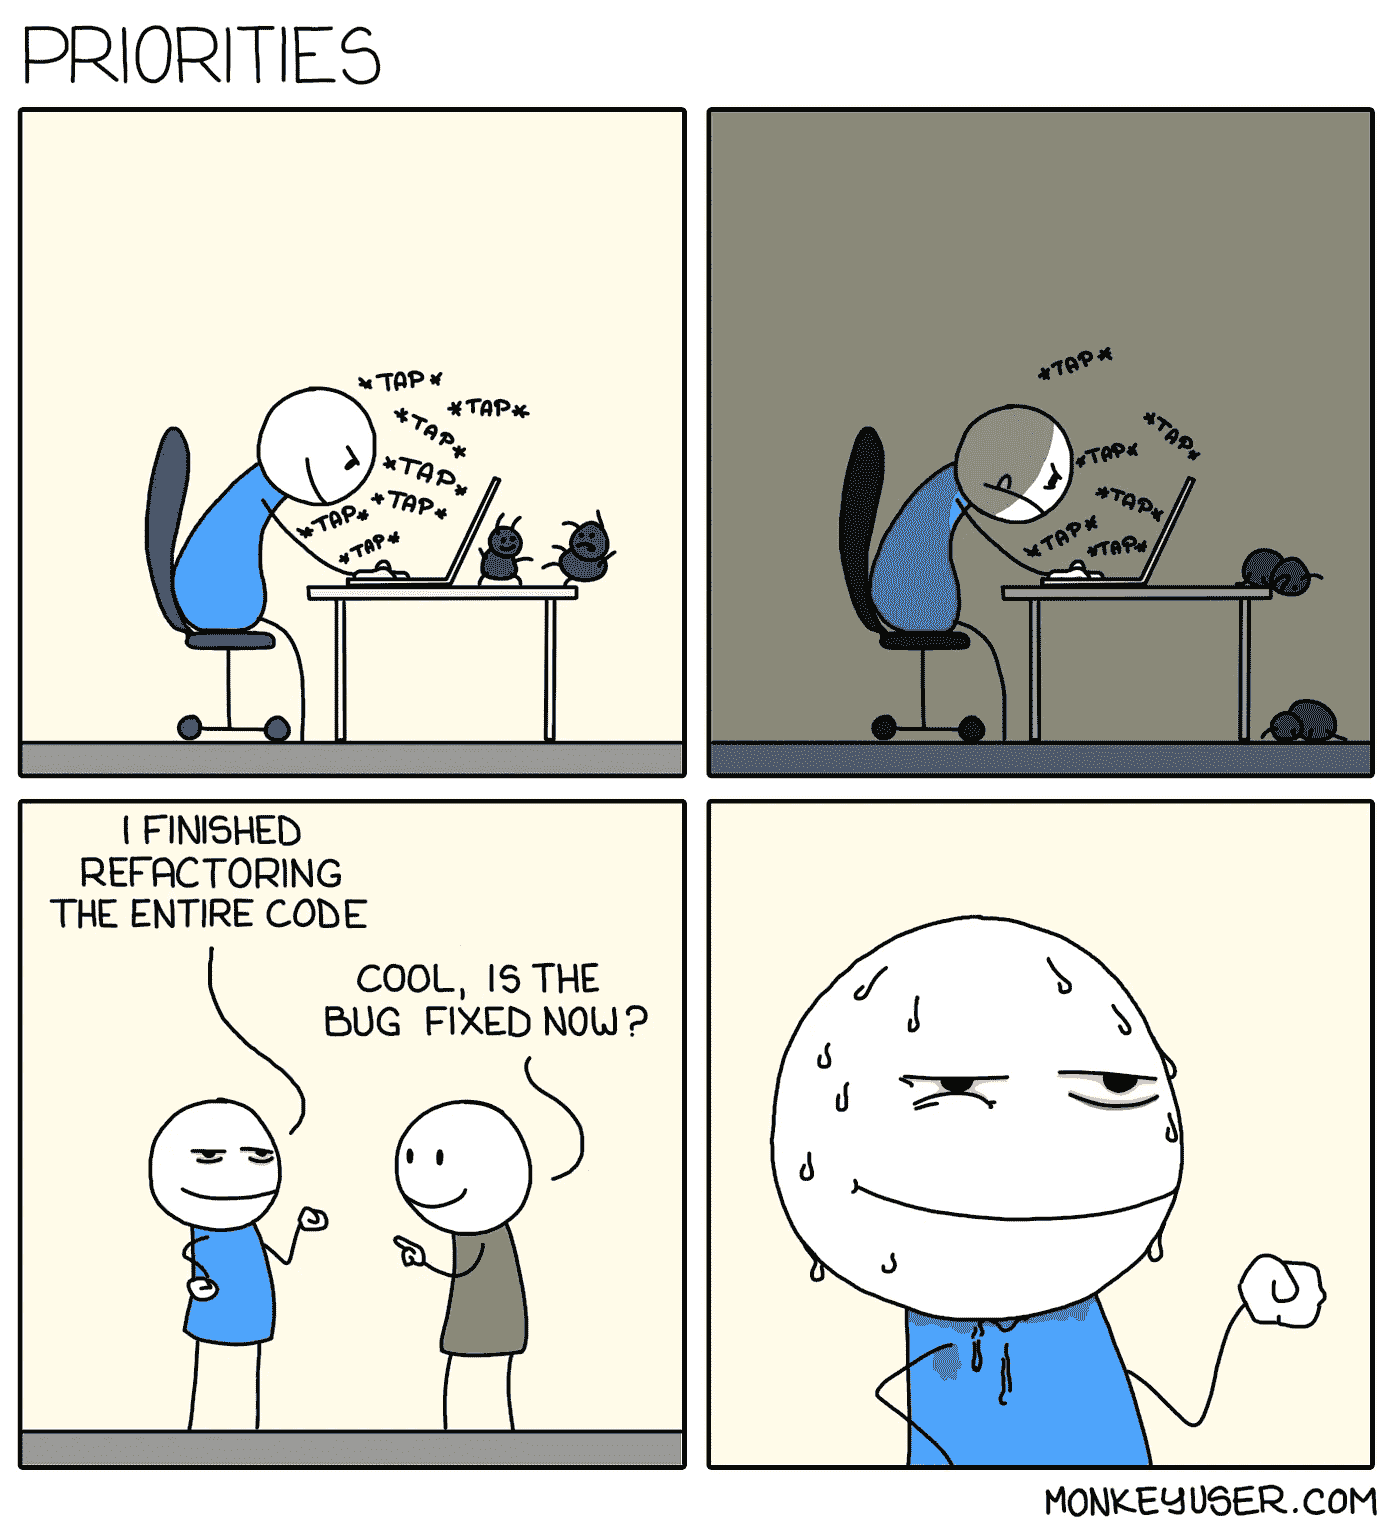 PRIORITIES
*TAP*
*TAP*
*TAP*
*TAP*
*TAP*
*TAP*
*TAP*
*TAP*
*TAP*
*TAP*
*TAP*
*TAP*
*TAP*
I FINISHED
REFACTORING
THE ENTIRE CODE
COOL, IS THE
BUG FIXED NOW?
MONKEYUSER.COM